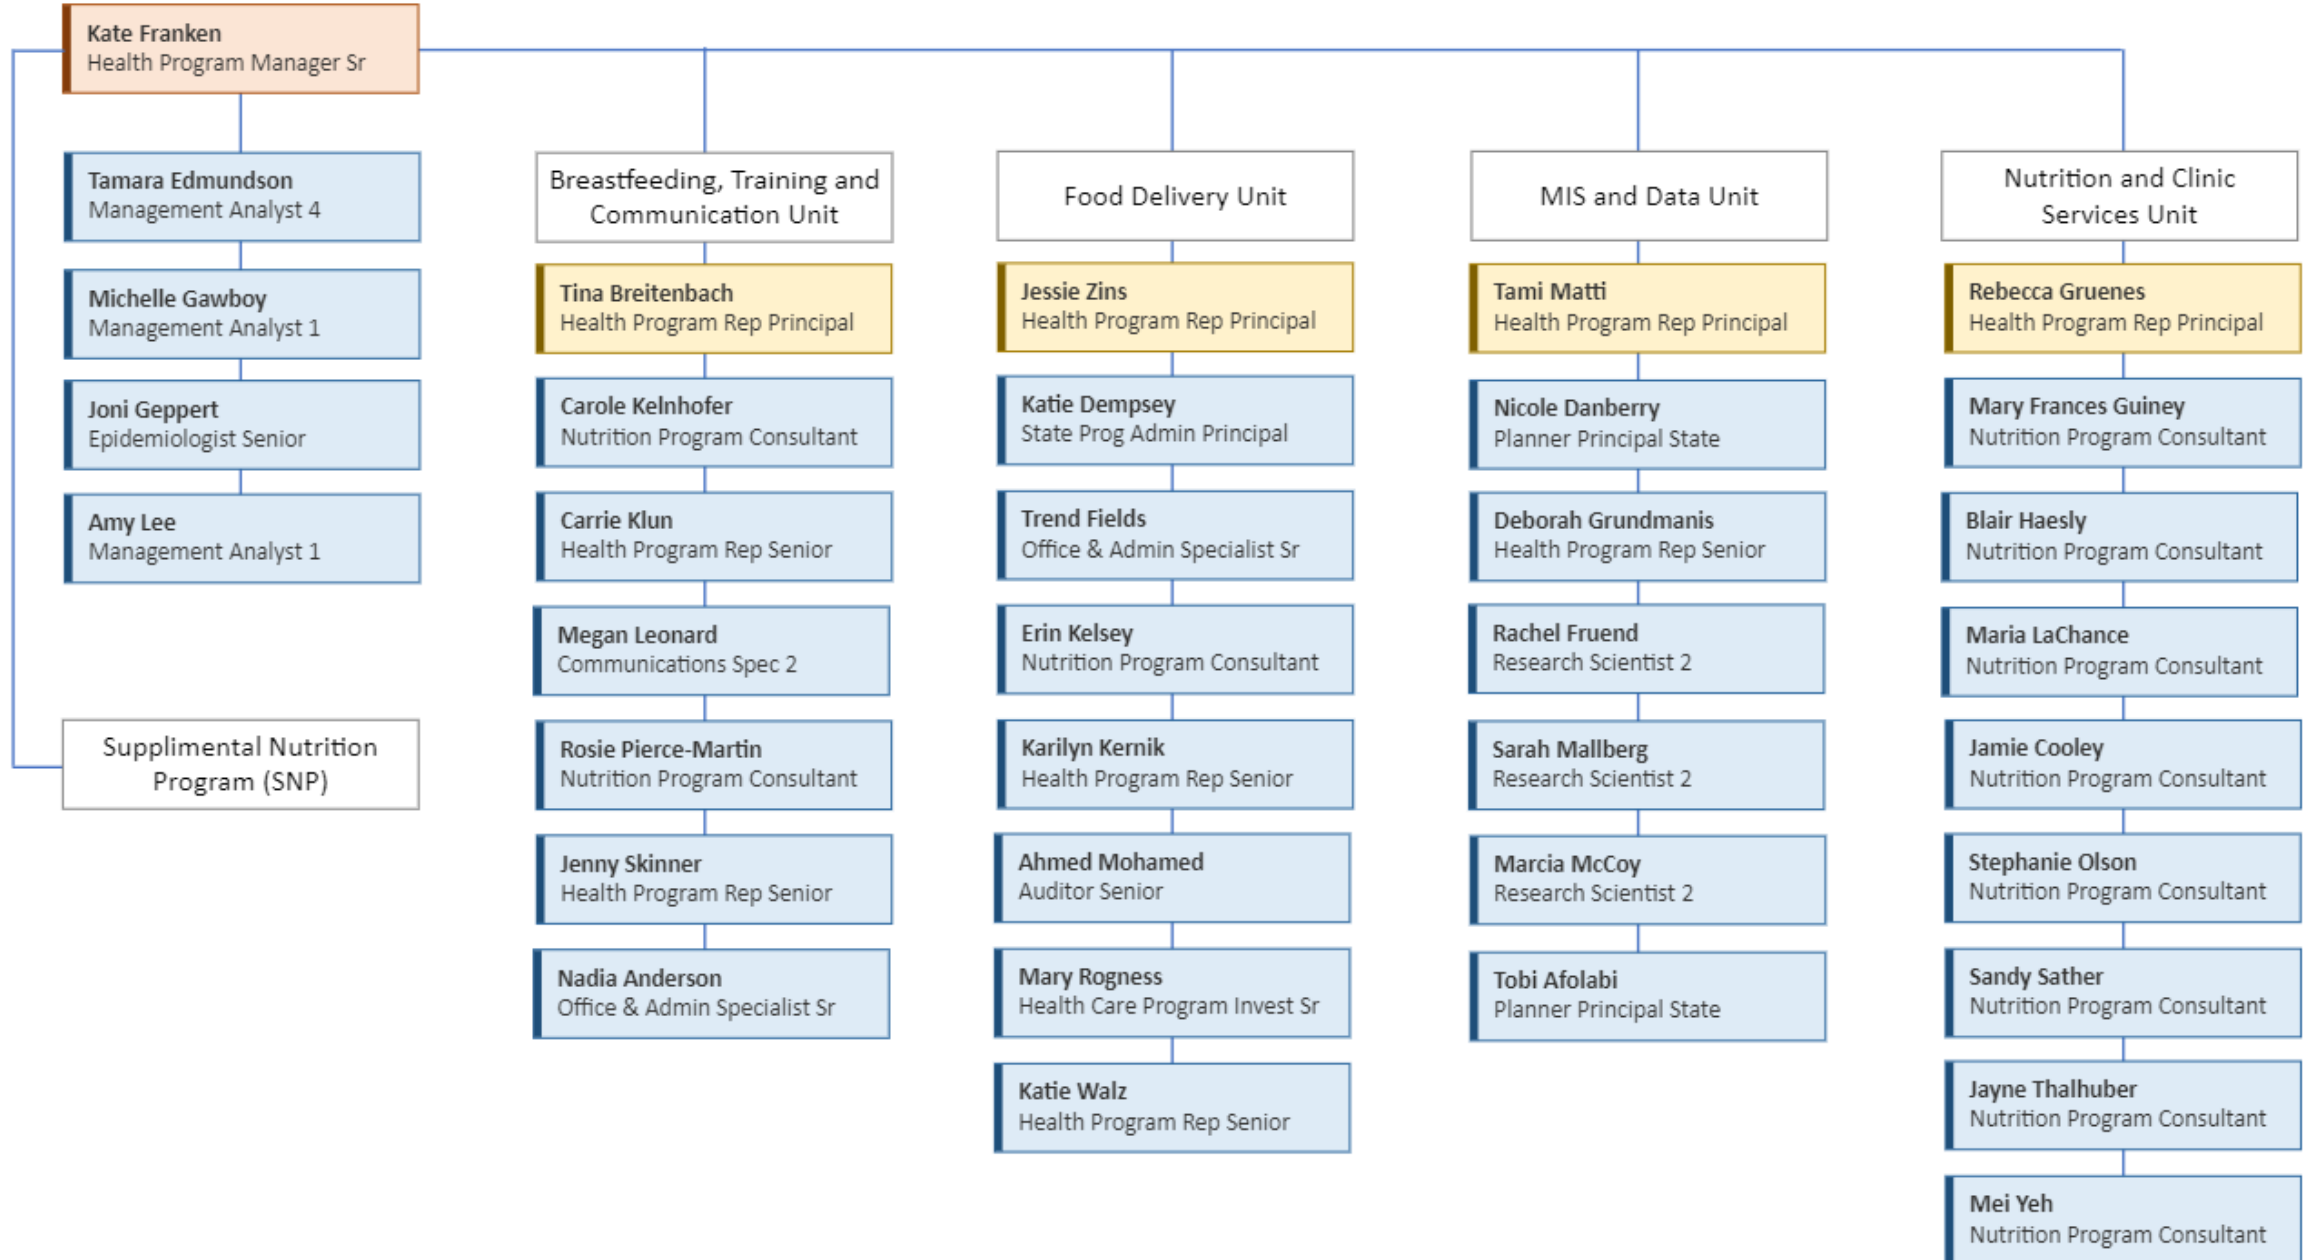 Kate Franken
Health Program Manager Sr
Tamara Edmundson
Management Analyst 4
Michelle Gawboy
Management Analyst 1
Joni Geppert
Epidemiologist Senior
Amy Lee
Management Analyst 1
Supplimental Nutrition
Program (SNP)
Breastfeeding, Training and
Communication Unit
Tina Breitenbach
Health Program Rep Principal
Carole Kelnhofer
Nutrition Program Consultant
Carrie Klun
Health Program Rep Senior
Megan Leonard
Communications Spec 2
Rosie Pierce-Martin
Nutrition Program Consultant
Jenny Skinner
Health Program Rep Senior
Nadia Anderson
Office & Admin Specialist Sr
Food Delivery Unit
Jessie Zins
Health Program Rep Principal
Katie Dempsey
State Prog Admin Principal
Trend Fields
Office & Admin Specialist Sr
Erin Kelsey
Nutrition Program Consultant
Karilyn Kernik
Health Program Rep Senior
Ahmed Mohamed
Auditor Senior
Mary Rogness
Health Care Program Invest Sr
Katie Walz
Health Program Rep Senior
MIS and Data Unit
Tami Matti
Health Program Rep Principal
Nicole Danberry
Planner Principal State
Deborah Grundmanis
Health Program Rep Senior
Rachel Fruend
Research Scientist 2
Sarah Mallberg
Research Scientist 2
Marcia McCoy
Research Scientist 2
Tobi Afolabi
Planner Principal State
Nutrition and Clinic
Services Unit
Rebecca Gruenes
Health Program Rep Principal
Mary Frances Guiney
Nutrition Program Consultant
Blair Haesly
Nutrition Program Consultant
Maria LaChance
Nutrition Program Consultant
Jamie Cooley
Nutrition Program Consultant
Stephanie Olson
Nutrition Program Consultant
Sandy Sather
Nutrition Program Consultant
Jayne Thalhuber
Nutrition Program Consultant
Mei Yeh
Nutrition Program Consultant